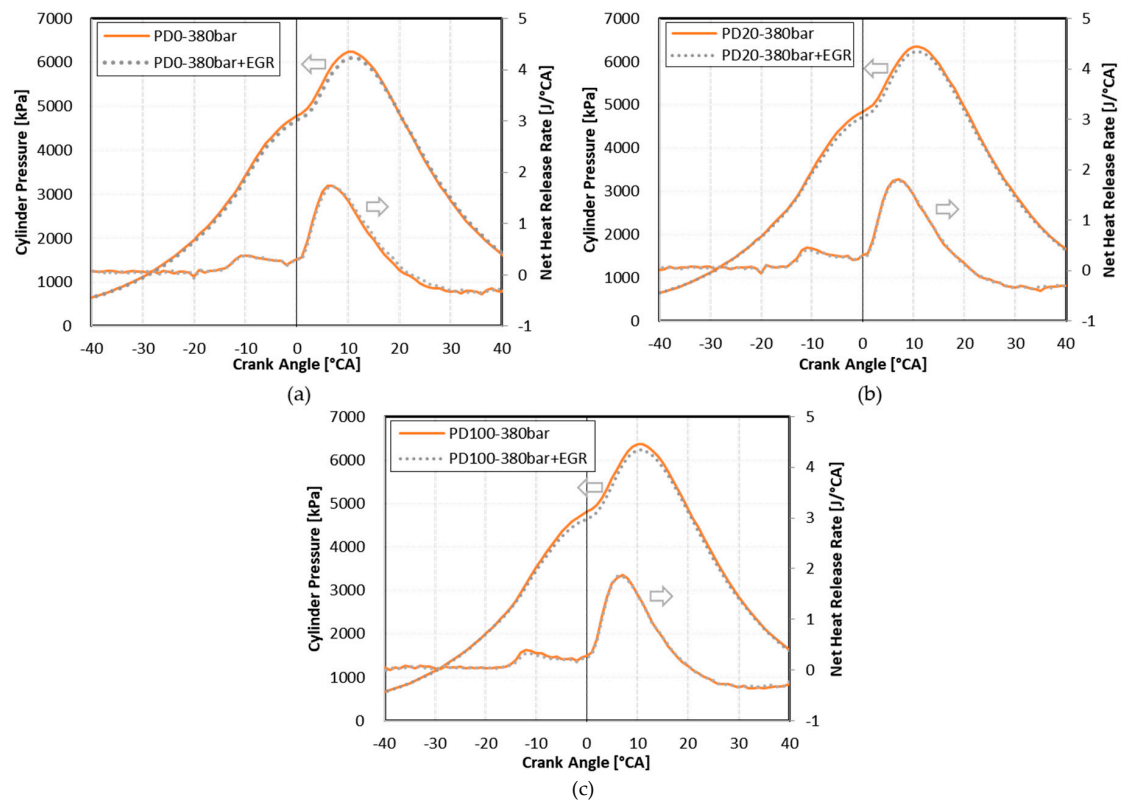 (a)
PD0-380bar
PD0-380bar+EGR
Cylinder Pressure [kPa]
7000
6000
5000
4000
3000
2000
1000
0
Net Heat Release Rate [J/°CA]
5
4
3
2
1
0
-1
-40 -30 -20 -10 0 10 20 30 40
Crank Angle [°CA]
PD20-380bar
PD20-380bar+EGR
Cylinder Pressure [kPa]
7000
6000
5000
4000
3000
2000
1000
0
Net Heat Release Rate [J/°CA]
5
4
3
2
1
0
-1
-40 -30 -20 -10 0 10 20 30 40
Crank Angle [°CA]
(b)
PD100-380bar
PD100-380bar+EGR
Cylinder Pressure [kPa]
7000
6000
5000
4000
3000
2000
1000
0
Net Heat Release Rate [J/°CA]
5
4
3
2
1
0
-1
-40 -30 -20 -10 0 10 20 30 40
Crank Angle [°CA]
(c)